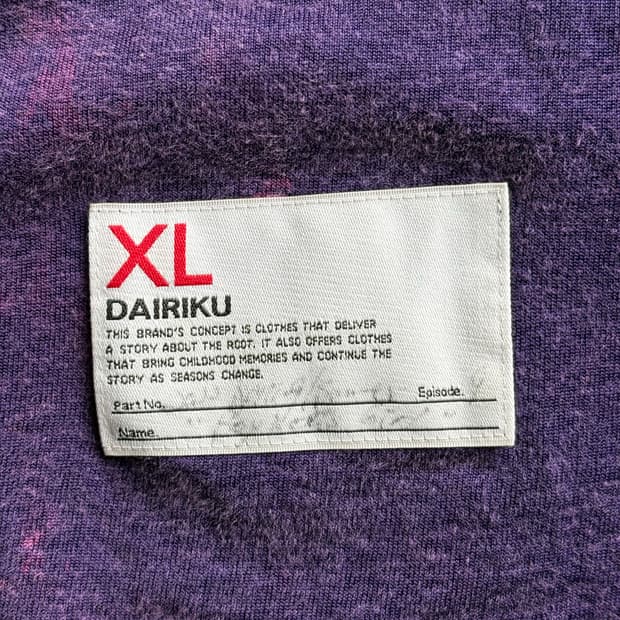 XL
DAIRIKU
THIS BRAND'S CONCEPT IS CLOTHES THAT DELIVER
A STORY ABOUT THE ROOT. IT ALSO OFFERS CLOTHES
THAT BRING CHILDHOOD MEMORIES AND CONTINUE THE
STORY AS SEASONS CHANGE.
Part No. Episode.
Name.